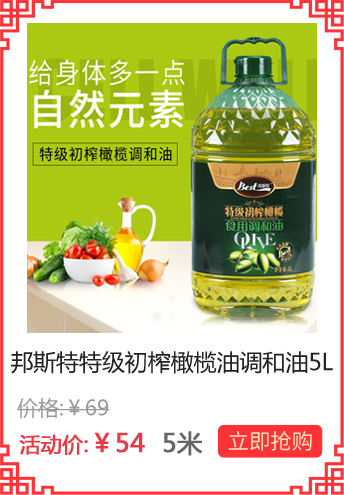 给身体多一点
自然元素
特级初榨橄榄调和油
Best
特级初榨橄榄
食用调和油
OLIVE
邦斯特特级初榨橄榄油调和油5L
价格:¥69
活动价:¥54 5米 立即抢购